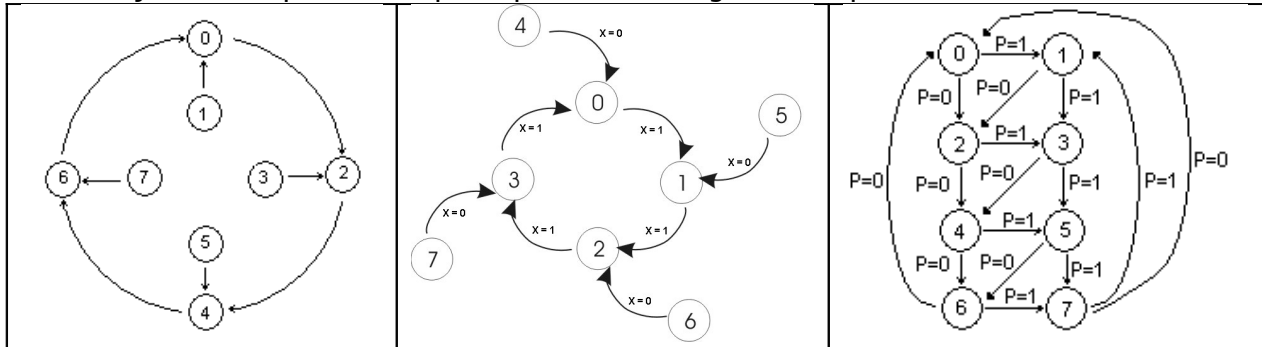 0
1
6
7
3
2
5
4
4
X = 0
0
5
X = 1
X = 1
X = 0
3
1
X = 0
X = 1
X = 1
7
2
X = 0
6
0 P=1 1
P=0 P=0 P=1
2 P=1 3
P=0
P=0 P=0 P=0 P=1 P=1
4 P=1 5
P=0 P=0 P=1
6 P=1 7